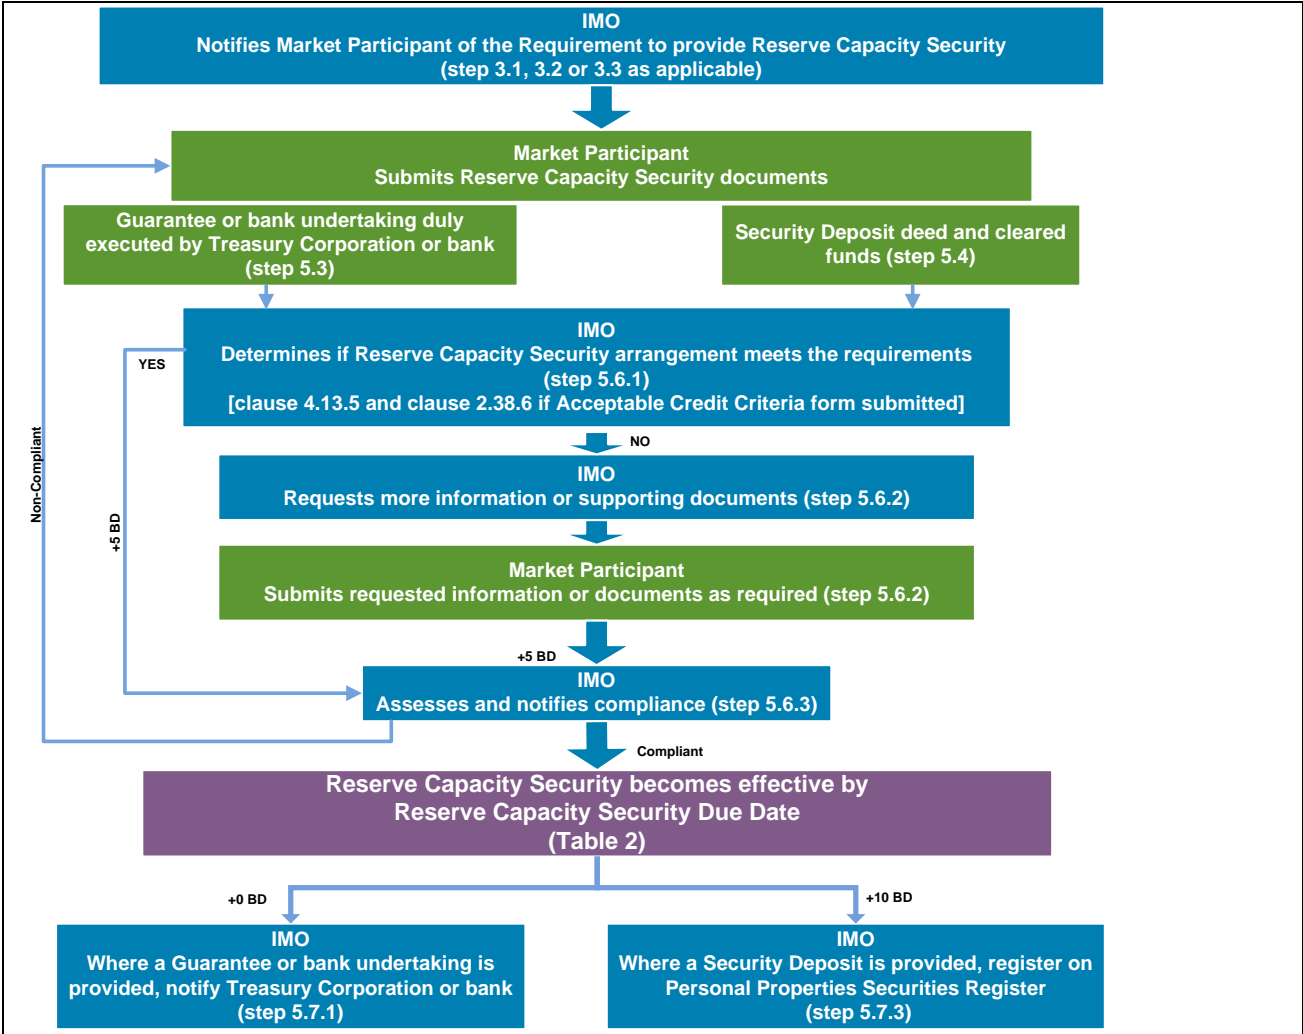 IMO
Notifies Market Participant of the Requirement to provide Reserve Capacity Security
(step 3.1, 3.2 or 3.3 as applicable)
Market Participant
Submits Reserve Capacity Security documents
Guarantee or bank undertaking duly
executed by Treasury Corporation or bank
(step 5.3)
Security Deposit deed and cleared
funds (step 5.4)
IMO
Determines if Reserve Capacity Security arrangement meets the requirements
(step 5.6.1)
[clause 4.13.5 and clause 2.38.6 if Acceptable Credit Criteria form submitted]
YES
NO
Non-Compliant
+5 BD
IMO
Requests more information or supporting documents (step 5.6.2)
Market Participant
Submits requested information or documents as required (step 5.6.2)
+5 BD
IMO
Assesses and notifies compliance (step 5.6.3)
Compliant
Reserve Capacity Security becomes effective by
Reserve Capacity Security Due Date
(Table 2)
+0 BD
+10 BD
IMO
Where a Guarantee or bank undertaking is
provided, notify Treasury Corporation or bank
(step 5.7.1)
IMO
Where a Security Deposit is provided, register on
Personal Properties Securities Register
(step 5.7.3)